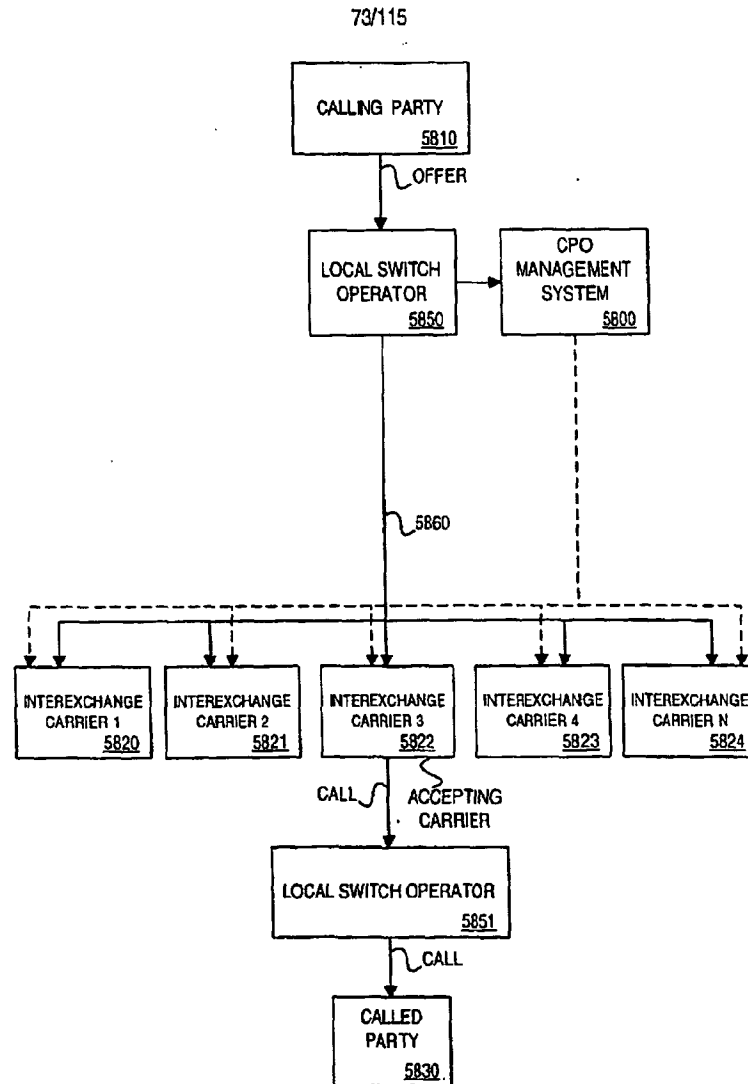 73/115
CALLING PARTY
5810
OFFER
LOCAL SWITCH
OPERATOR
5850
CPO
MANAGEMENT
SYSTEM
5800
5860
INTEREXCHANGE
CARRIER 1
5820
INTEREXCHANGE
CARRIER 2
5821
INTEREXCHANGE
CARRIER 3
5822
INTEREXCHANGE
CARRIER 4
5823
INTEREXCHANGE
CARRIER N
5824
CALL
ACCEPTING
CARRIER
LOCAL SWITCH OPERATOR
5851
CALL
CALLED
PARTY
5830